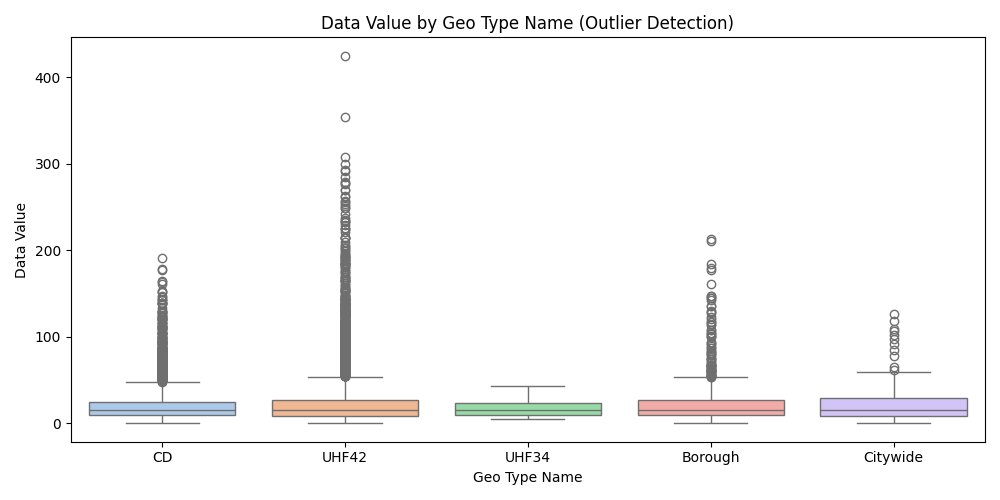 Data Value by Geo Type Name (Outlier Detection)
Data Value
400
300
200
100
0
CD UHF42 UHF34 Borough Citywide
Geo Type Name